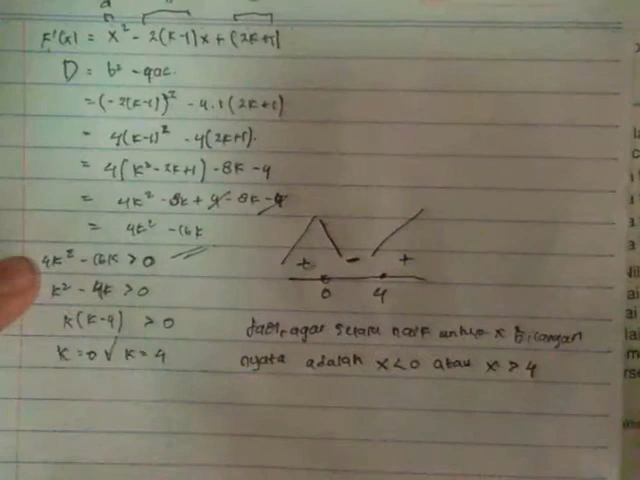 F'(x) = x² - 2(k-1)x + (2k+1)
D = b² - 4ac.
= (-2(k-1))² - 4.1(2k+1)
= 4(k-1)² - 4(2k+1).
= 4(k² - 2k+1) - 8k - 4
= 4k² - 8k + 4 - 8k - 4
= 4k² - 16k
4k² - 16k > 0
k² - 4k > 0
k(k-4) > 0
k = 0 √ k = 4
+ - +
0 4
Jadi, agar selalu naik untuk x bilangan
nyata adalah x < 0 atau x > 4